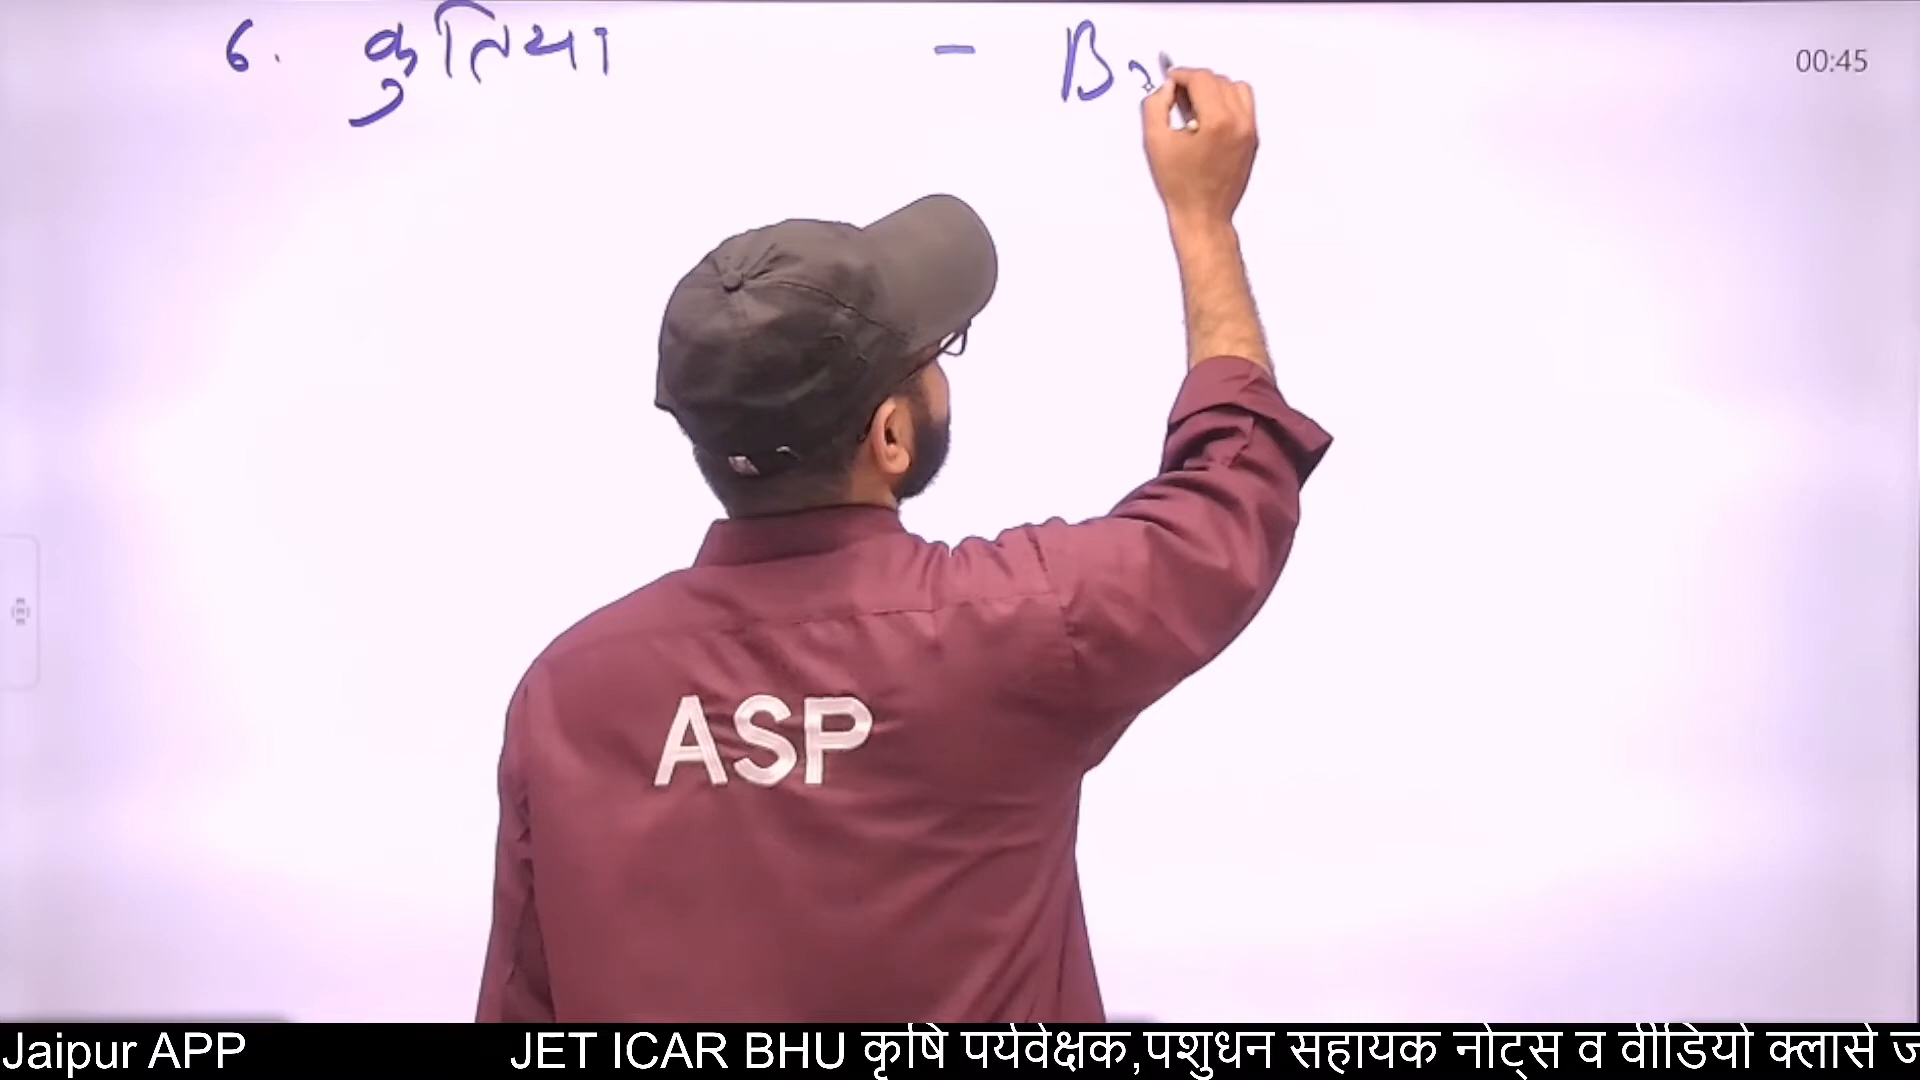 6. कुतिया - B
00:45
ASP
Jaipur APP JET ICAR BHU कृषि पर्यवेक्षक,पशुधन सहायक नोट्स व वीडियो क्लासे ज